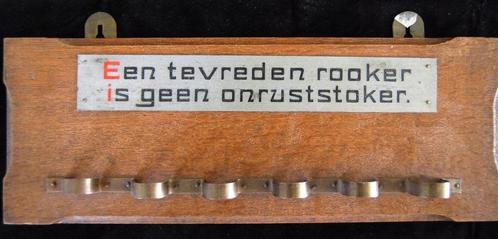 Een tevreden rooker
is geen onruststoker.